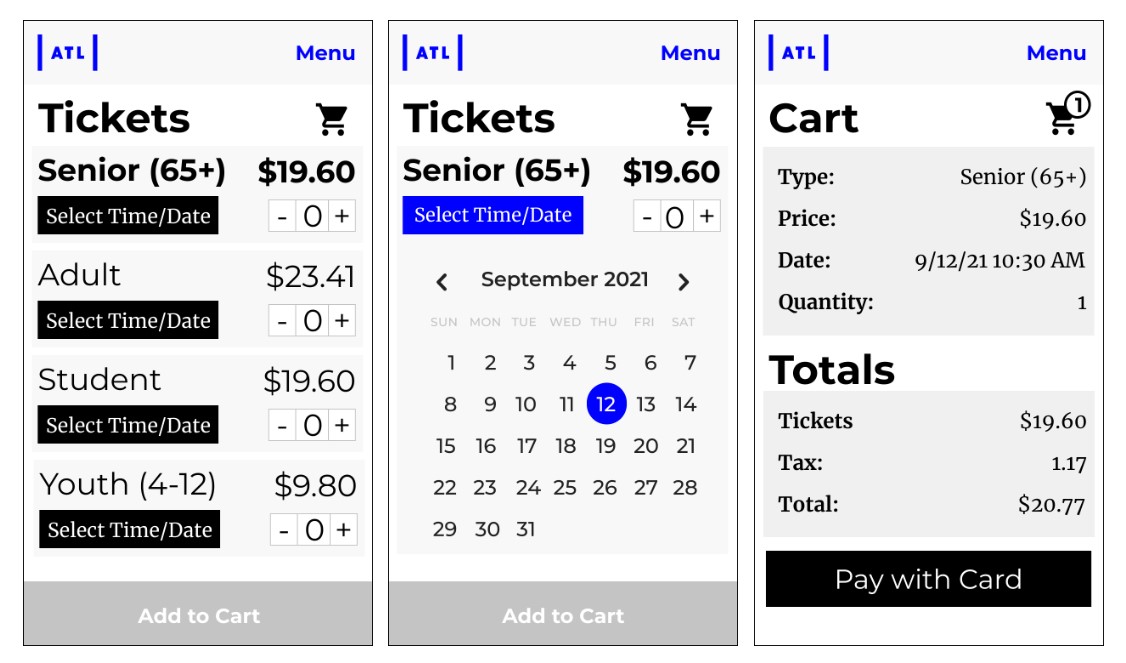 ATL Menu
Tickets
Senior (65+) $19.60
Select Time/Date - 0 +
Adult $23.41
Select Time/Date - 0 +
Student $19.60
Select Time/Date - 0 +
Youth (4-12) $9.80
Select Time/Date - 0 +
Add to Cart
ATL Menu
Tickets
Senior (65+) $19.60
Select Time/Date - 0 +
September 2021
SUN MON TUE WED THU FRI SAT
1 2 3 4 5 6 7
8 9 10 11 12 13 14
15 16 17 18 19 20 21
22 23 24 25 26 27 28
29 30 31
Add to Cart
ATL Menu
Cart 1
Type: Senior (65+)
Price: $19.60
Date: 9/12/21 10:30 AM
Quantity: 1
Totals
Tickets $19.60
Tax: 1.17
Total: $20.77
Pay with Card